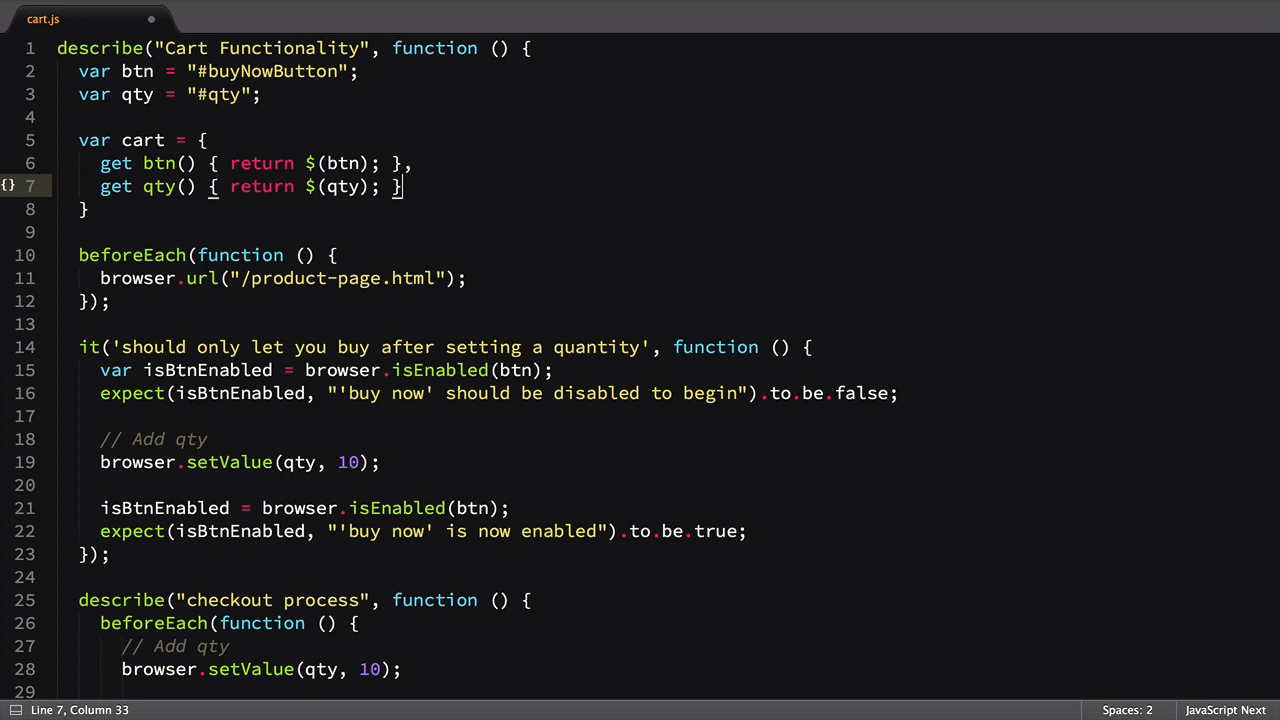 cart.js
1 describe("Cart Functionality", function () {
2 var btn = "#buyNowButton";
3 var qty = "#qty";
4
5 var cart = {
6 get btn() { return $(btn); },
{} 7 get qty() { return $(qty); }
8 }
9
10 beforeEach(function () {
11 browser.url("/product-page.html");
12 });
13
14 it('should only let you buy after setting a quantity', function () {
15 var isBtnEnabled = browser.isEnabled(btn);
16 expect(isBtnEnabled, "'buy now' should be disabled to begin").to.be.false;
17
18 // Add qty
19 browser.setValue(qty, 10);
20
21 isBtnEnabled = browser.isEnabled(btn);
22 expect(isBtnEnabled, "'buy now' is now enabled").to.be.true;
23 });
24
25 describe("checkout process", function () {
26 beforeEach(function () {
27 // Add qty
28 browser.setValue(qty, 10);
29
Line 7, Column 33 Spaces: 2 JavaScript Next